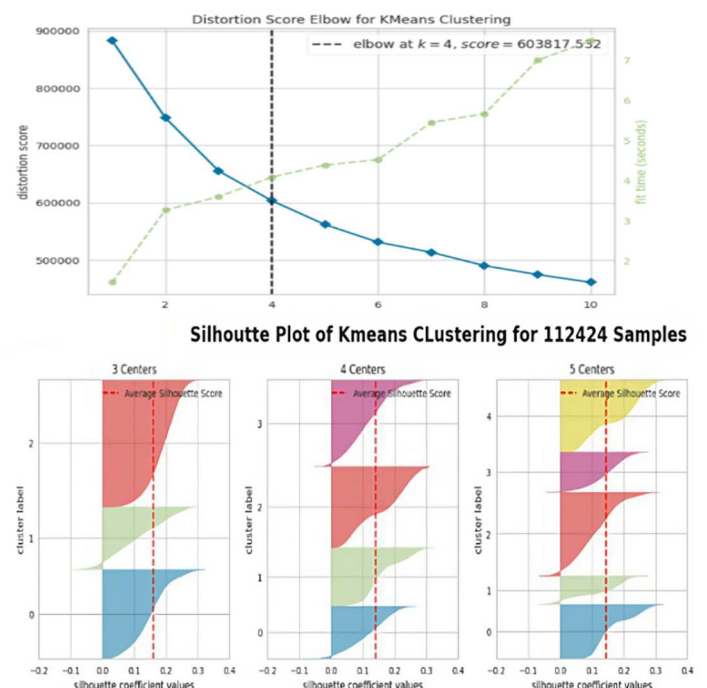 Distortion Score Elbow for KMeans Clustering
elbow at k = 4, score = 603817.532
900000
800000
700000
600000
500000
distortion score
7
6
5
4
3
2
fit time (seconds)
2 4 6 8 10
Silhoutte Plot of Kmeans CLustering for 112424 Samples
3 Centers
Average Silhouette Score
2
1
0
cluster label
−0.2 −0.1 0.0 0.1 0.2 0.3 0.4
silhouette coefficient values
4 Centers
Average Silhouette Score
3
2
1
0
cluster label
−0.2 −0.1 0.0 0.1 0.2 0.3 0.4
silhouette coefficient values
5 Centers
Average Silhouette Score
4
3
2
1
0
cluster label
−0.2 −0.1 0.0 0.1 0.2 0.3 0.4
silhouette coefficient values